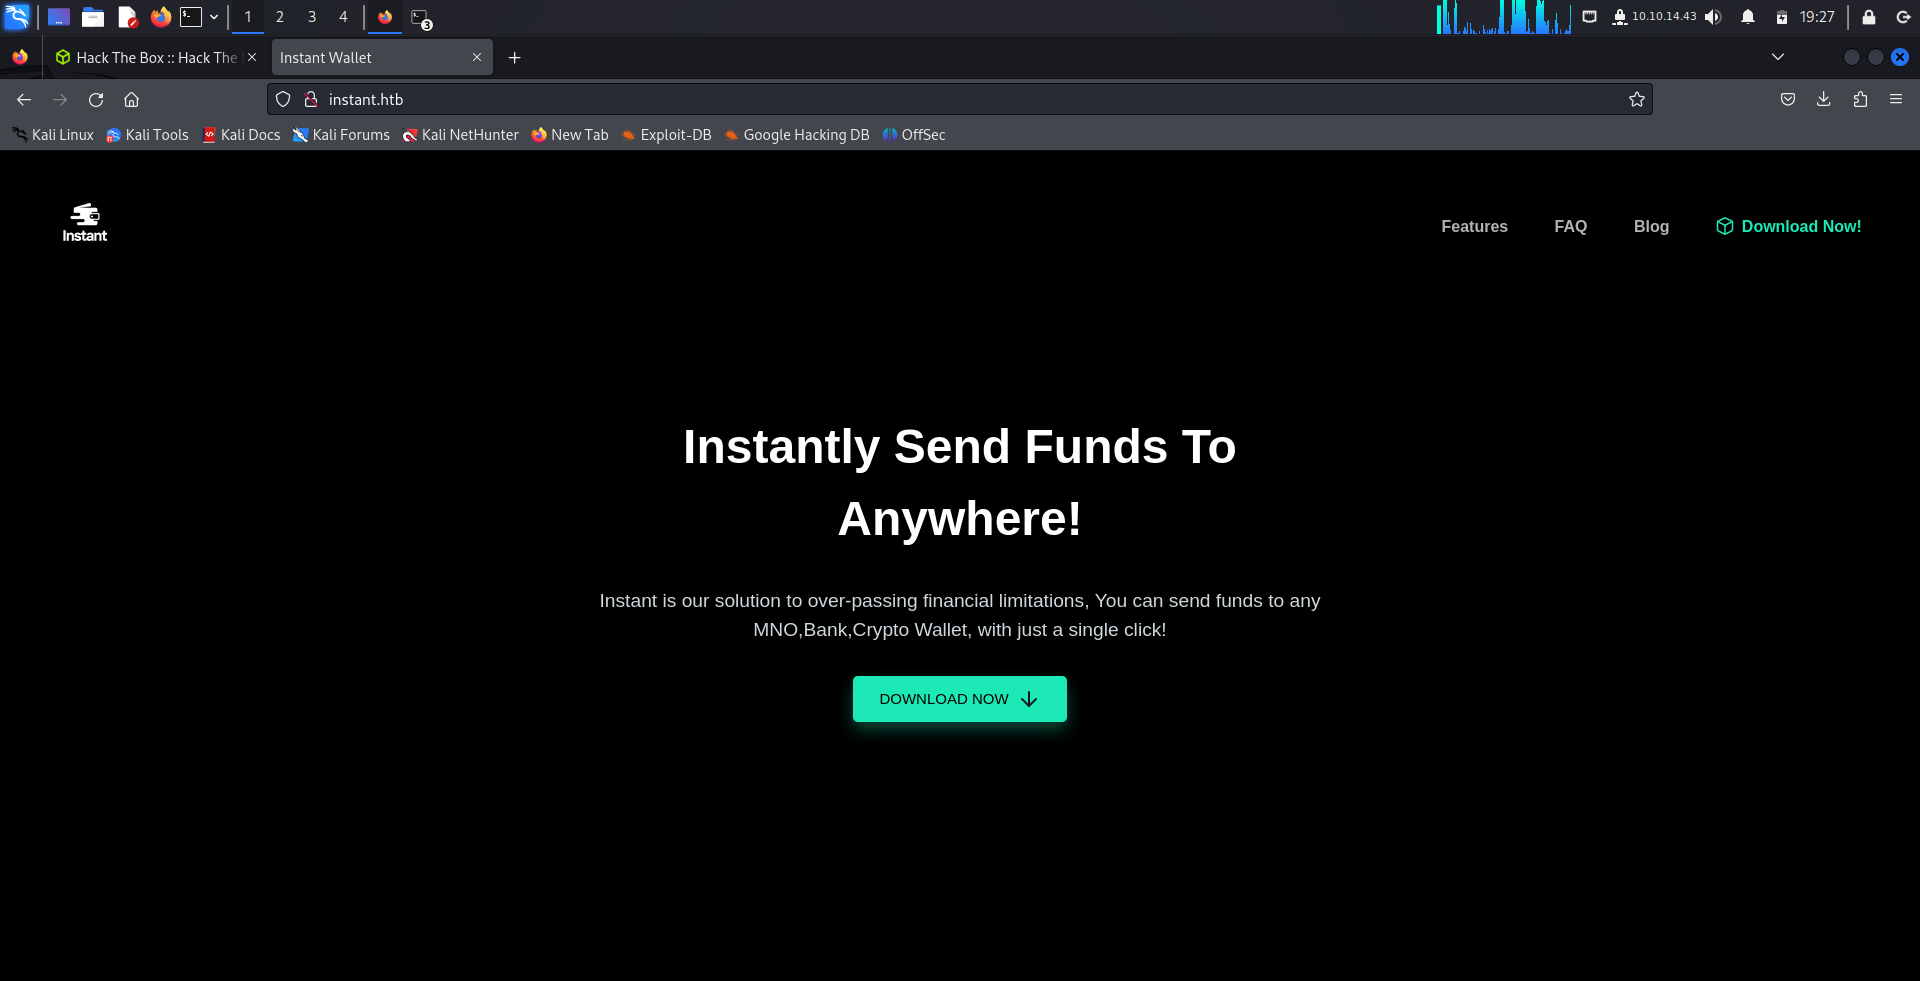 1 2 3 4
3
10.10.14.43
19:27
Hack The Box :: Hack The
Instant Wallet
instant.htb
Kali Linux Kali Tools Kali Docs Kali Forums Kali NetHunter New Tab Exploit-DB Google Hacking DB OffSec
Instant
Features FAQ Blog Download Now!
Instantly Send Funds To
Anywhere!
Instant is our solution to over-passing financial limitations, You can send funds to any
MNO,Bank,Crypto Wallet, with just a single click!
DOWNLOAD NOW